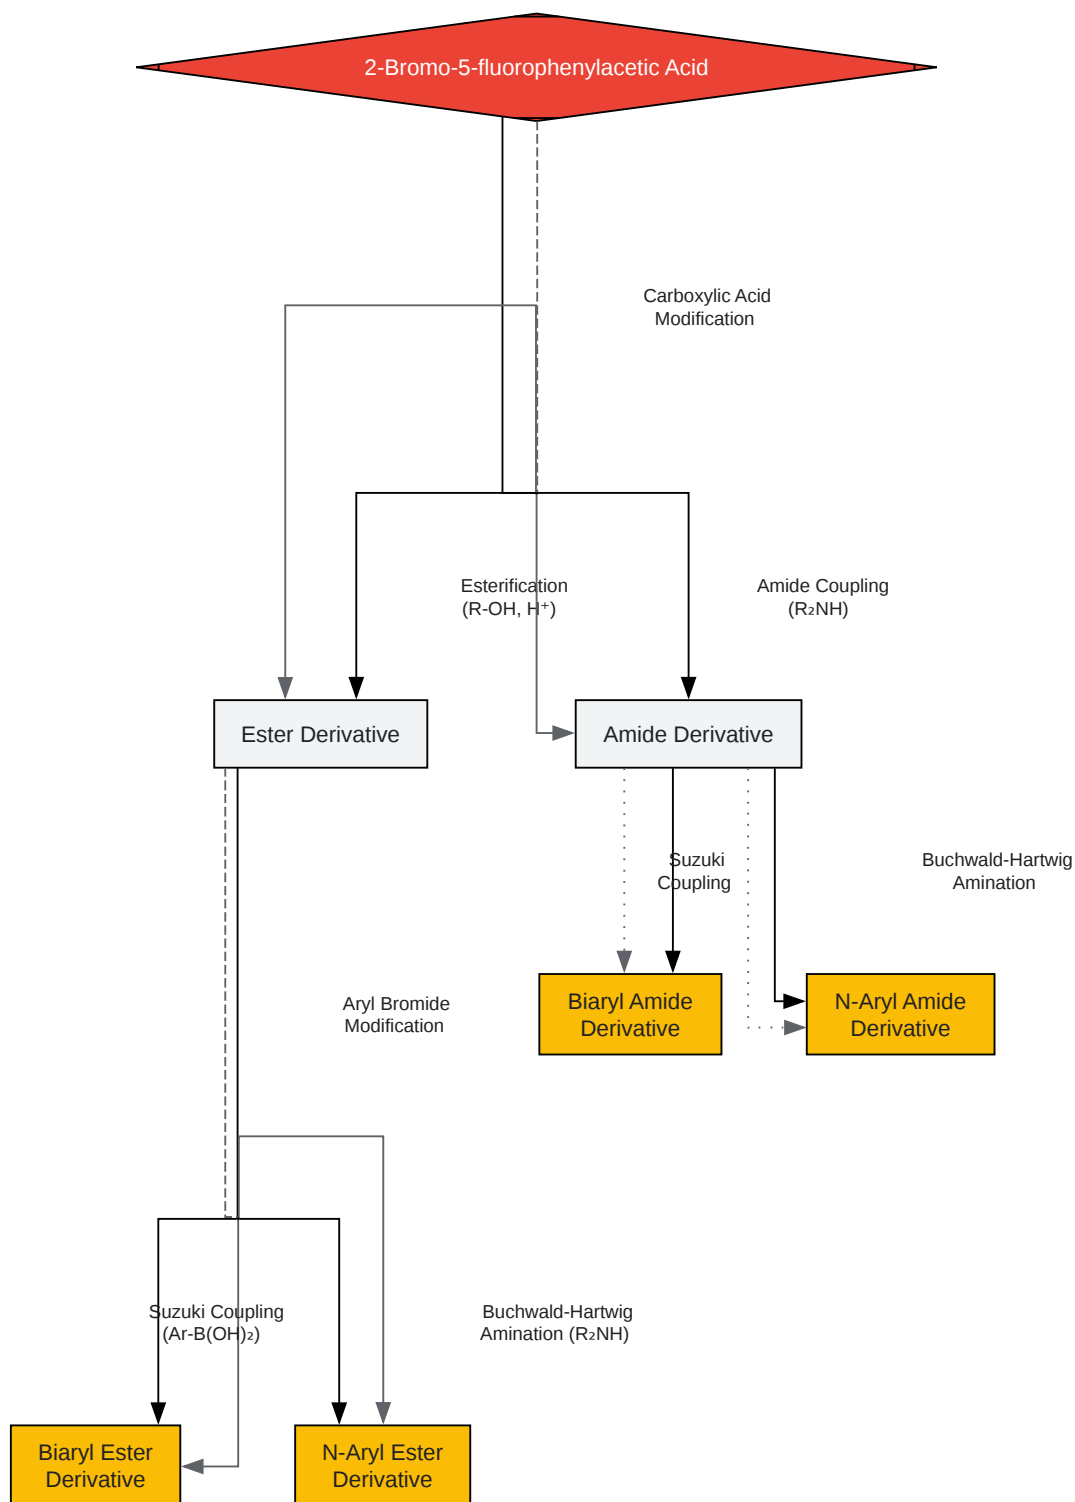 2-Bromo-5-fluorophenylacetic Acid
Carboxylic Acid
Modification
Esterification
(R-OH, H⁺)
Amide Coupling
(R₂NH)
Ester Derivative
Amide Derivative
Suzuki
Coupling
Buchwald-Hartwig
Amination
Biaryl Amide
Derivative
N-Aryl Amide
Derivative
Aryl Bromide
Modification
Suzuki Coupling
(Ar-B(OH)₂)
Buchwald-Hartwig
Amination (R₂NH)
Biaryl Ester
Derivative
N-Aryl Ester
Derivative